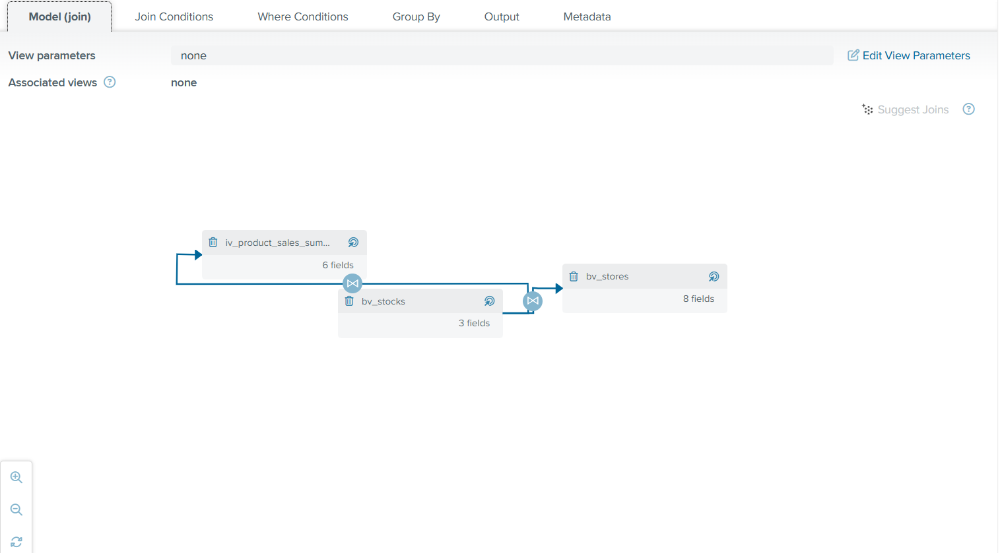 Model (join) Join Conditions Where Conditions Group By Output Metadata
View parameters none Edit View Parameters
Associated views ? none
Suggest Joins ?
iv_product_sales_sum...
6 fields
bv_stores
8 fields
bv_stocks
3 fields